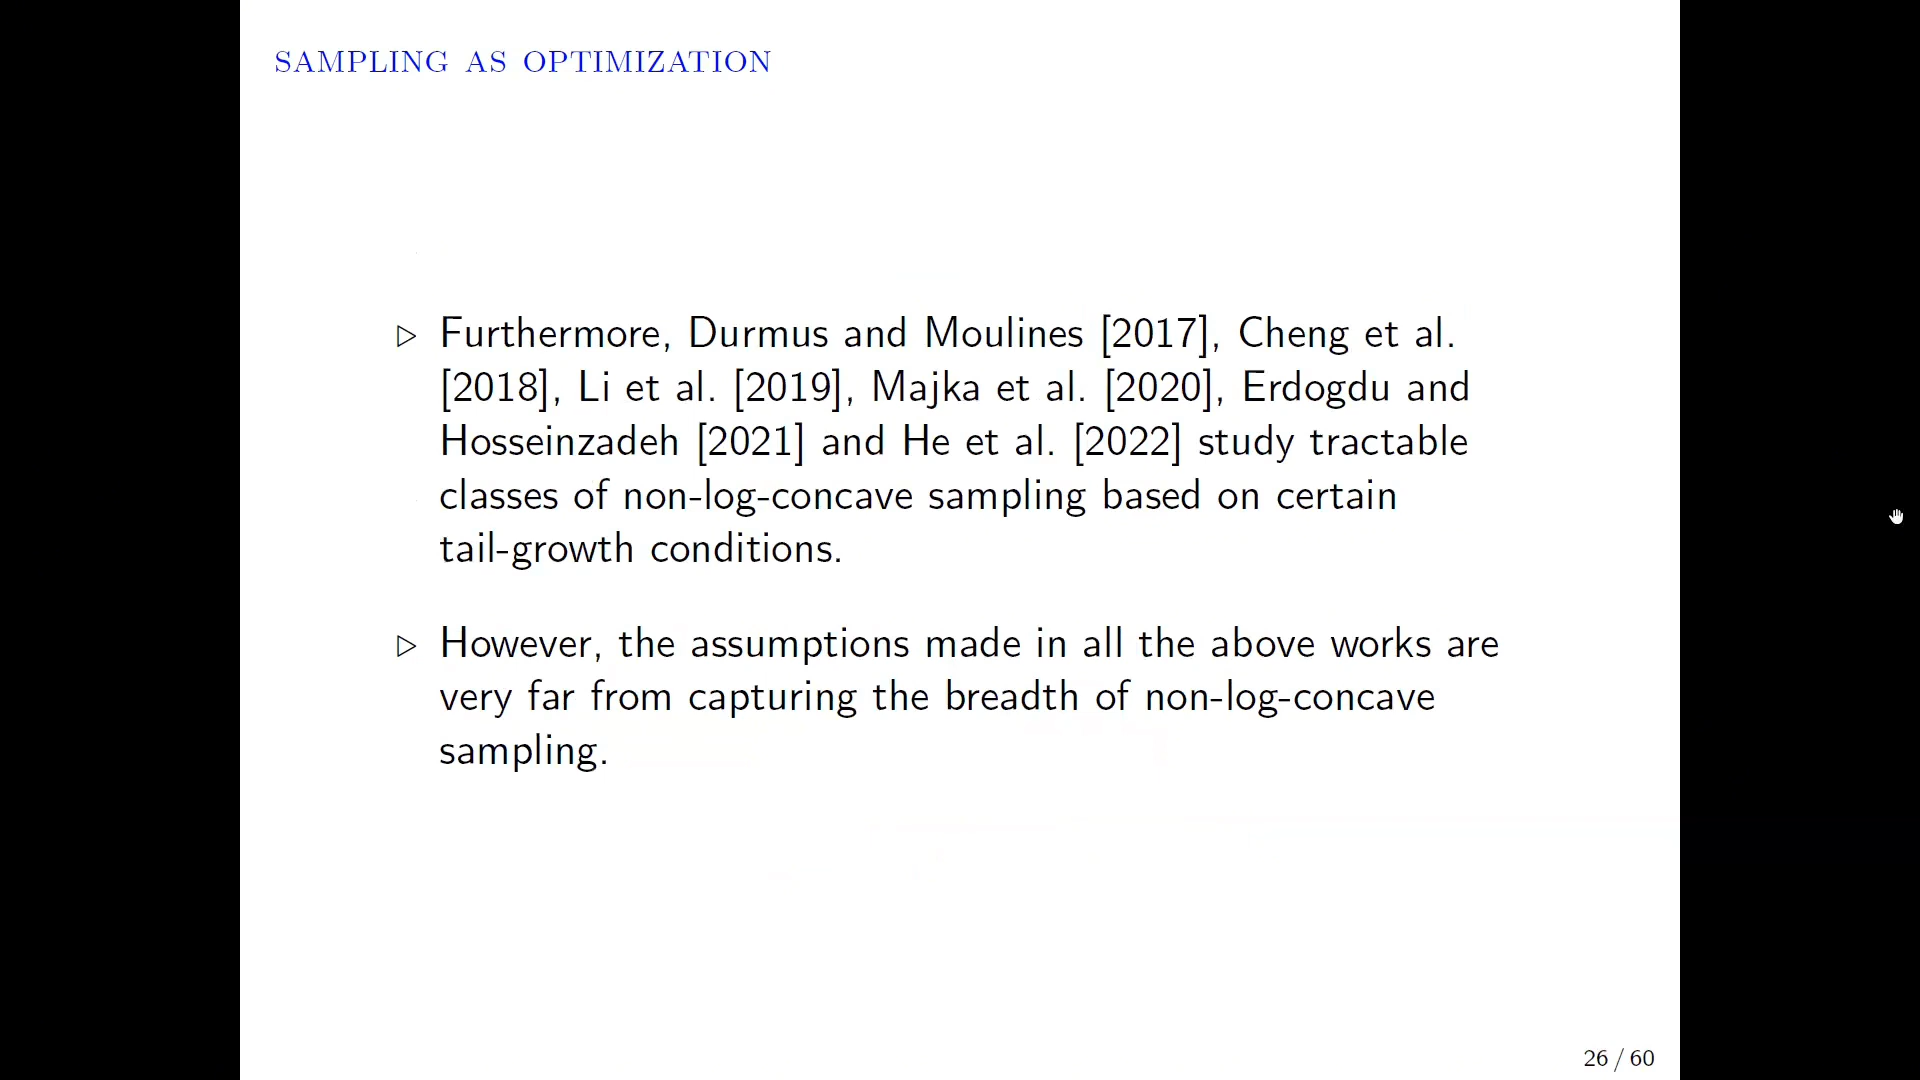 SAMPLING AS OPTIMIZATION
▷ Furthermore, Durmus and Moulines [2017], Cheng et al.
[2018], Li et al. [2019], Majka et al. [2020], Erdogdu and
Hosseinzadeh [2021] and He et al. [2022] study tractable
classes of non-log-concave sampling based on certain
tail-growth conditions.
▷ However, the assumptions made in all the above works are
very far from capturing the breadth of non-log-concave
sampling.
26 / 60